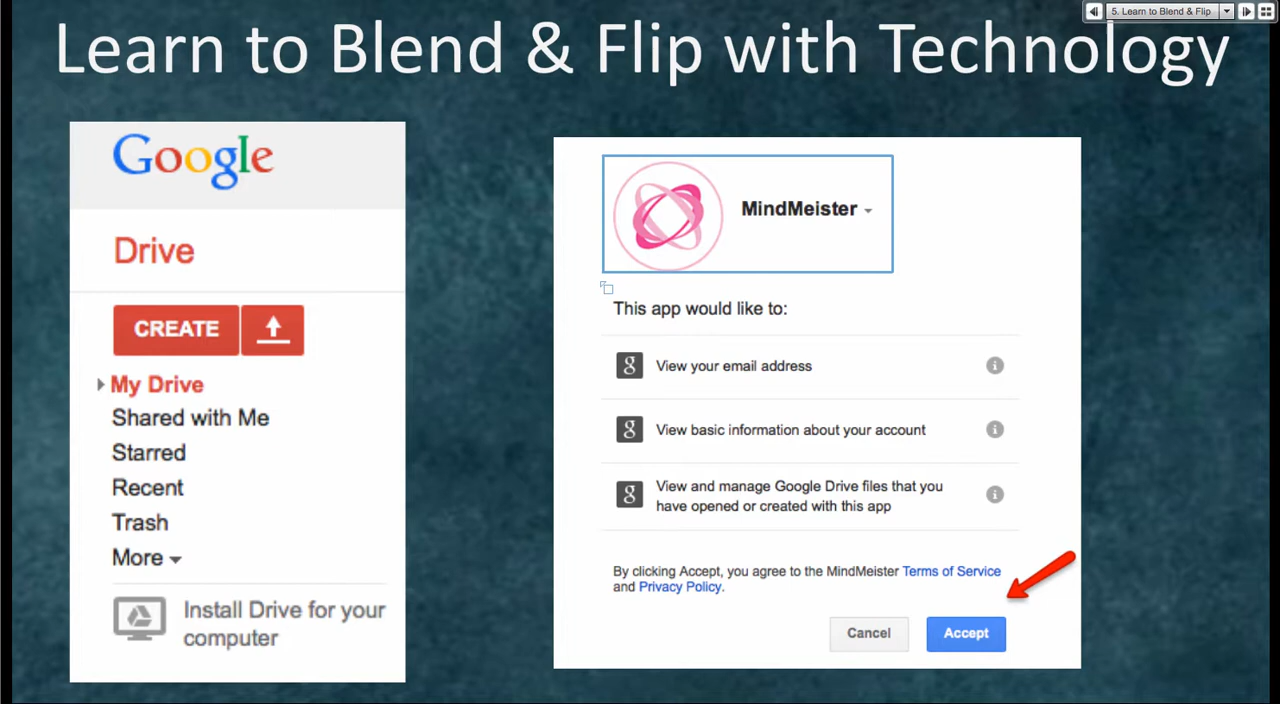 5. Learn to Blend & Flip
Learn to Blend & Flip with Technology
Google
Drive
CREATE
My Drive
Shared with Me
Starred
Recent
Trash
More
Install Drive for your
computer
MindMeister
This app would like to:
g View your email address i
g View basic information about your account i
g View and manage Google Drive files that you
have opened or created with this app i
By clicking Accept, you agree to the MindMeister Terms of Service
and Privacy Policy.
Cancel Accept